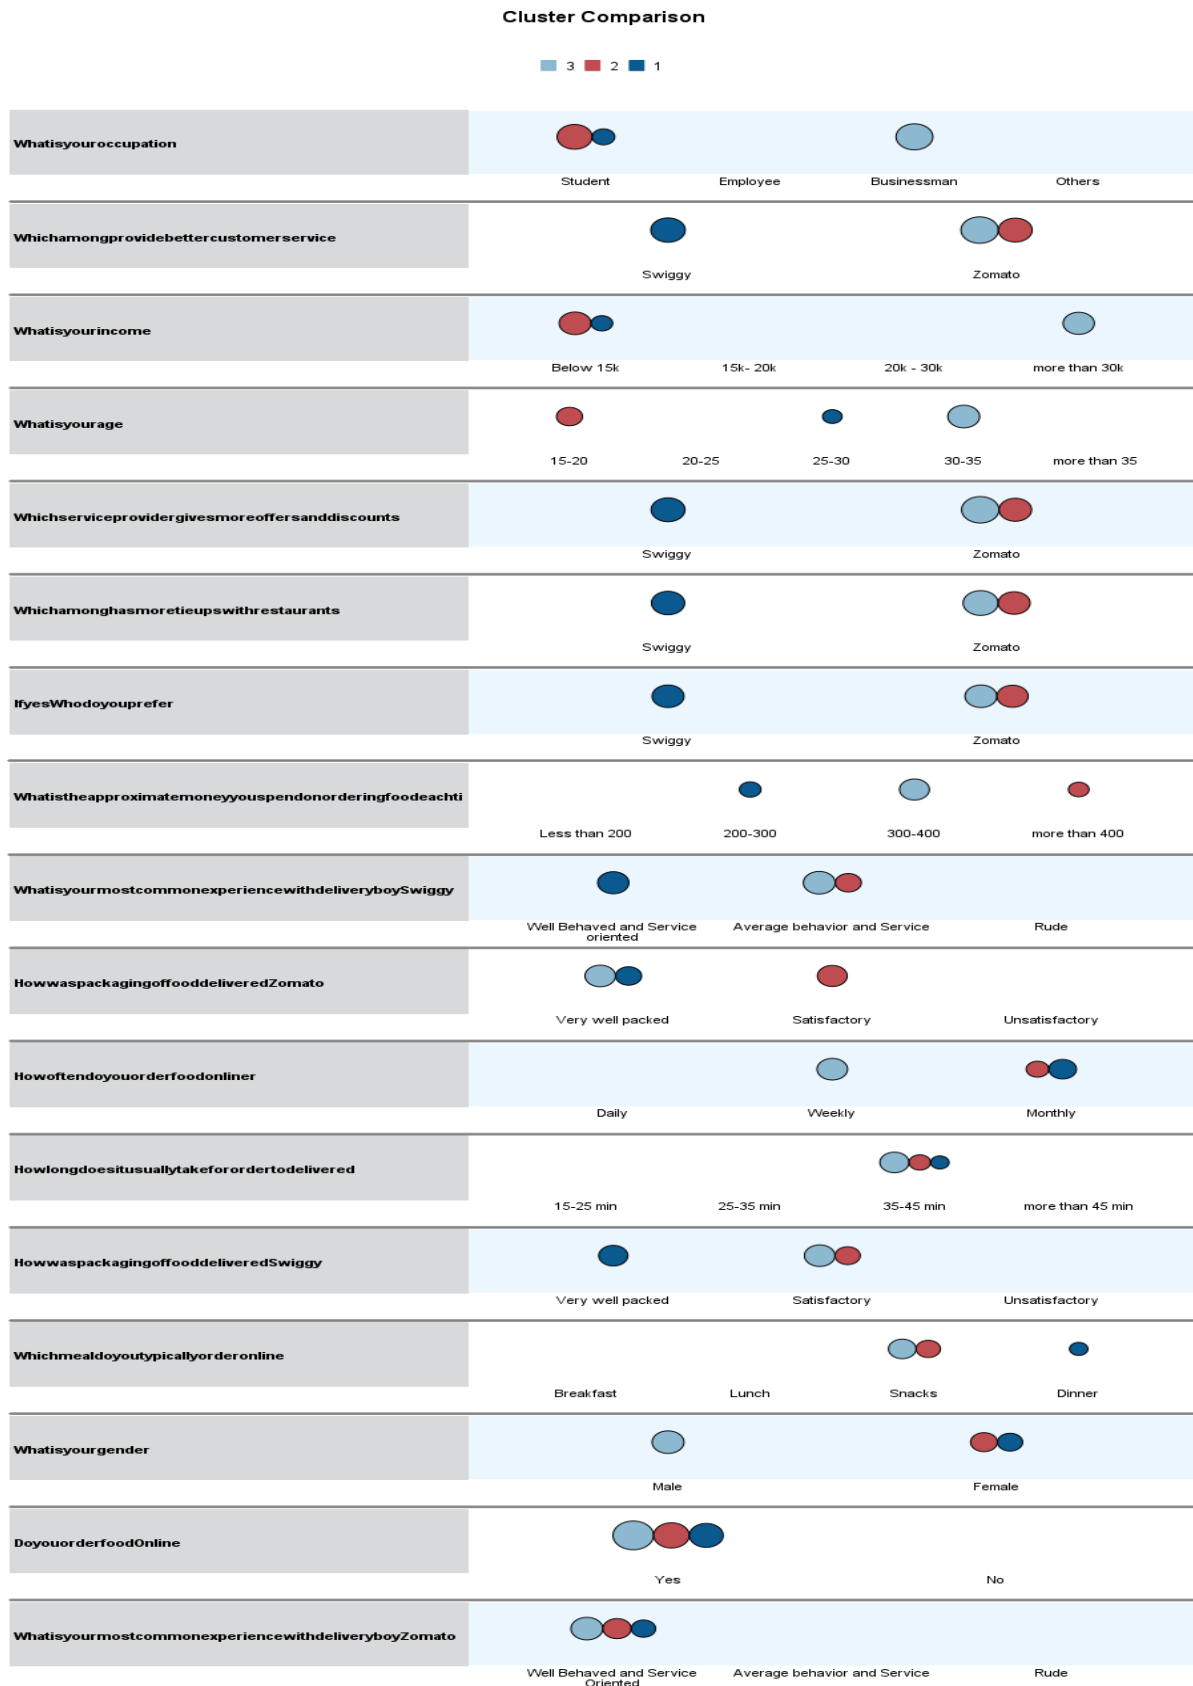 Cluster Comparison
3 2 1
Whatisyouroccupation
Student Employee Businessman Others
Whichamongprovidebettercustomerservice
Swiggy Zomato
Whatisyourincome
Below 15k 15k- 20k 20k - 30k more than 30k
Whatisyourage
15-20 20-25 25-30 30-35 more than 35
Whichserviceprovidergivesmoreoffersanddiscounts
Swiggy Zomato
Whichamonghasmoretieupswithrestaurants
Swiggy Zomato
IfyesWhodoyouprefer
Swiggy Zomato
Whatistheapproximatemoneyyouspendonorderingfoodeachti
Less than 200 200-300 300-400 more than 400
WhatisyourmostcommonexperiencewithdeliveryboySwiggy
Well Behaved and Service Average behavior and Service Rude
oriented
HowwaspackagingoffooddeliveredZomato
Very well packed Satisfactory Unsatisfactory
Howoftendoyouorderfoodonliner
Daily Weekly Monthly
Howlongdoesitusuallytakefororder​todelivered
15-25 min 25-35 min 35-45 min more than 45 min
HowwaspackagingoffooddeliveredSwiggy
Very well packed Satisfactory Unsatisfactory
Whichmealdoyoutypicallyorderonline
Breakfast Lunch Snacks Dinner
Whatisyourgender
Male Female
DoyouorderfoodOnline
Yes No
WhatisyourmostcommonexperiencewithdeliveryboyZomato
Well Behaved and Service Average behavior and Service Rude
Oriented